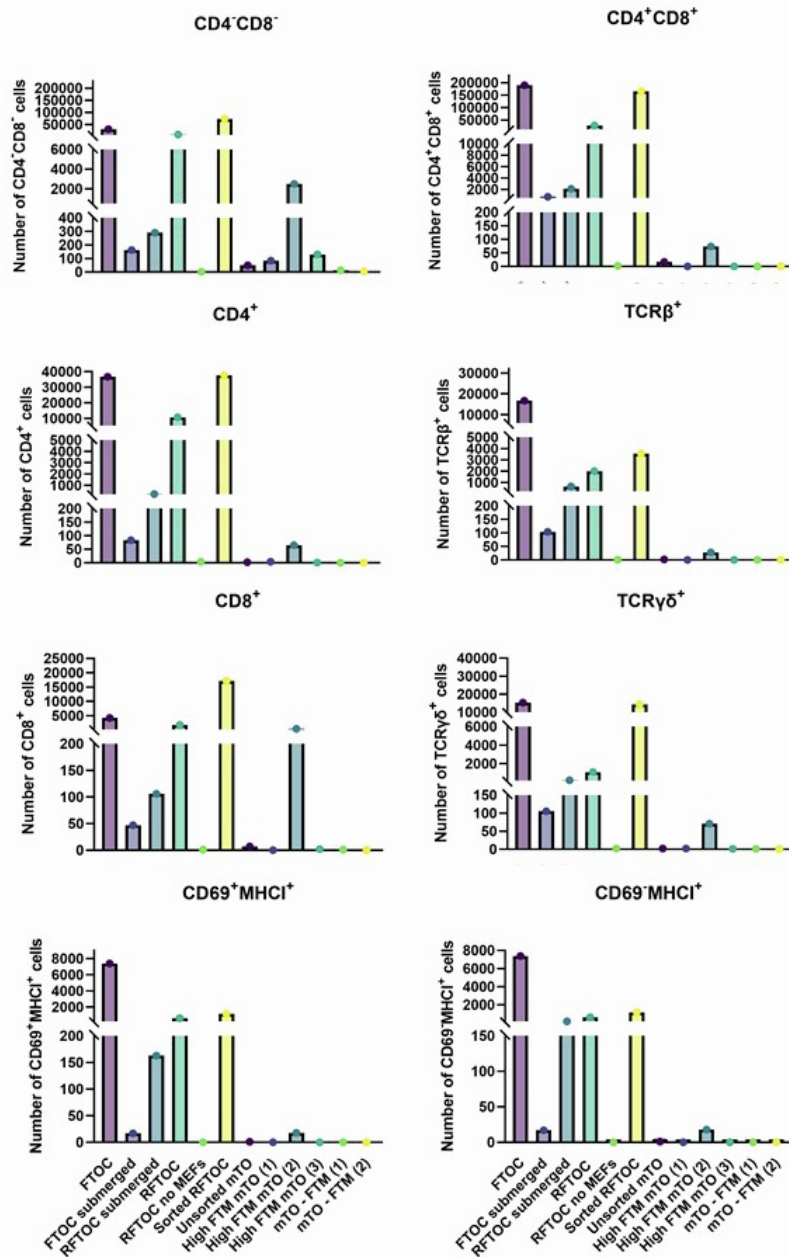 CD4⁻CD8⁻
Number of CD4⁻CD8⁻ cells
200000
150000
100000
50000
6000
4000
2000
400
300
200
100
0
CD4⁺CD8⁺
Number of CD4⁺CD8⁺ cells
200000
150000
100000
50000
10000
8000
6000
4000
2000
200
150
100
50
0
CD4⁺
Number of CD4⁺ cells
40000
30000
20000
10000
5000
4000
3000
2000
1000
200
150
100
50
0
TCRβ⁺
Number of TCRβ⁺ cells
30000
20000
10000
5000
4000
3000
2000
1000
200
150
100
50
0
CD8⁺
Number of CD8⁺ cells
25000
20000
15000
10000
5000
200
150
100
50
0
TCRγδ⁺
Number of TCRγδ⁺ cells
40000
30000
20000
10000
6000
4000
2000
150
100
50
0
CD69⁺MHCI⁺
Number of CD69⁺MHCI⁺ cells
8000
6000
4000
2000
200
150
100
50
0
FTOC
FTOC submerged
RFTOC submerged
RFTOC
RFTOC no MEFs
Sorted RFTOC
Unsorted mTO
High FTM mTO (1)
High FTM mTO (2)
High FTM mTO (3)
mTO - FTM (1)
mTO - FTM (2)
CD69⁻MHCI⁺
Number of CD69⁻MHCI⁺ cells
8000
6000
4000
2000
150
100
50
0
FTOC
FTOC submerged
RFTOC submerged
RFTOC
RFTOC no MEFs
Sorted RFTOC
Unsorted mTO
High FTM mTO (1)
High FTM mTO (2)
High FTM mTO (3)
mTO - FTM (1)
mTO - FTM (2)